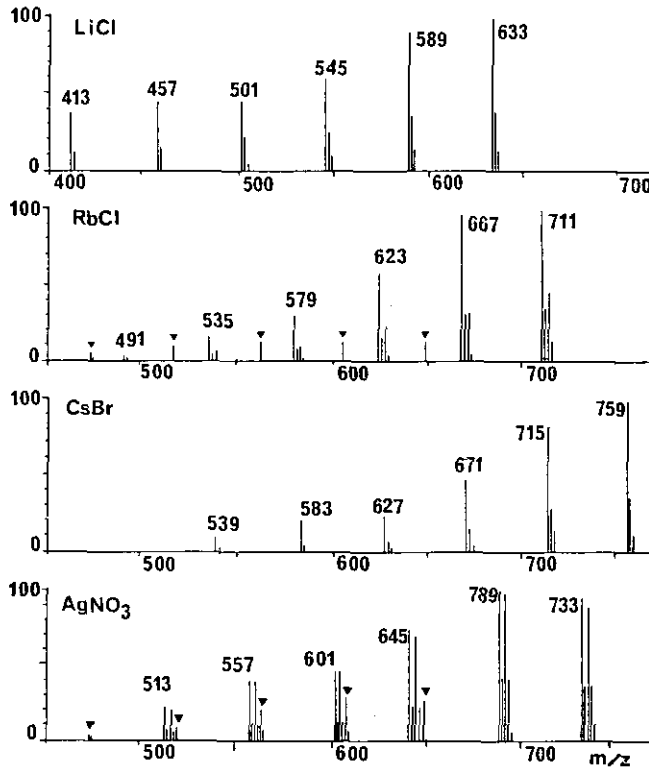 100
LiCl
413 457 501 545 589 633
0
400 500 600 700
100
RbCl
491 535 579 623 667 711
0
500 600 700
100
CsBr
539 583 627 671 715 759
0
500 600 700
100
AgNO3
513 557 601 645 789 733
0
500 600 700 m/z